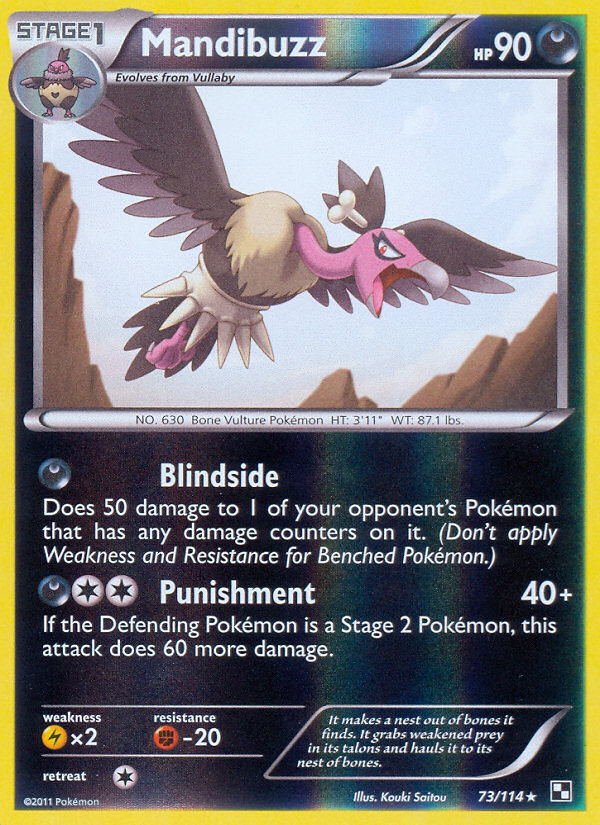 STAGE1
Mandibuzz
HP 90
Evolves from Vullaby
NO. 630 Bone Vulture Pokémon HT: 3'11" WT: 87.1 lbs.
Blindside
Does 50 damage to 1 of your opponent's Pokémon
that has any damage counters on it. (Don't apply
Weakness and Resistance for Benched Pokémon.)
Punishment 40+
If the Defending Pokémon is a Stage 2 Pokémon, this
attack does 60 more damage.
weakness resistance
×2 -20
It makes a nest out of bones it
finds. It grabs weakened prey
in its talons and hauls it to its
nest of bones.
retreat
©2011 Pokémon Illus. Kouki Saitou 73/114★